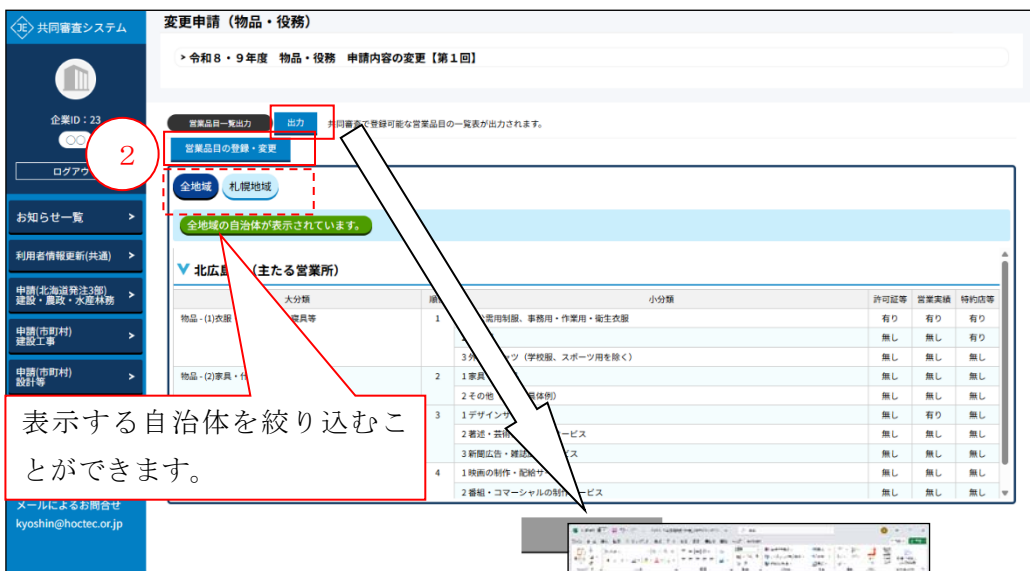 JE 共同審査システム
企業ID：23
○○
ログアウ
お知らせ一覧 >
利用者情報更新(共通) >
申請(北海道発注3部)
建設・農政・水産林務 >
申請(市町村)
建設工事 >
申請(市町村)
設計等 >
メールによるお問合せ
kyoshin@hoctec.or.jp
変更申請（物品・役務）
> 令和８・９年度 物品・役務 申請内容の変更【第１回】
営業品目一覧出力 出力 共同審査で登録可能な営業品目の一覧表が出力されます。
２
営業品目の登録・変更
全地域 札幌地域
全地域の自治体が表示されています。
北広島 （主たる営業所）
大分類 順 小分類 許可証等 営業実績 特約店等
物品 - (1)衣服 寝具等 1 需用制服、事務用・作業用・衛生衣服 有り 有り 有り
無し 無し 有り
3 外 ャツ（学校服、スポーツ用を除く） 無し 無し 無し
物品 - (2)家具・什 2 1 家具 無し 無し 無し
2 その他 具体例） 無し 無し 無し
3 1 デザインサ 無し 有り 無し
2 著述・芸術 ービス 無し 無し 無し
3 新聞広告・雑誌 ビス 無し 無し 無し
4 1 映画の制作・配給サ 無し 無し 無し
2 番組・コマーシャルの制作 ービス 無し 無し 無し
表示する自治体を絞り込むこ
とができます。